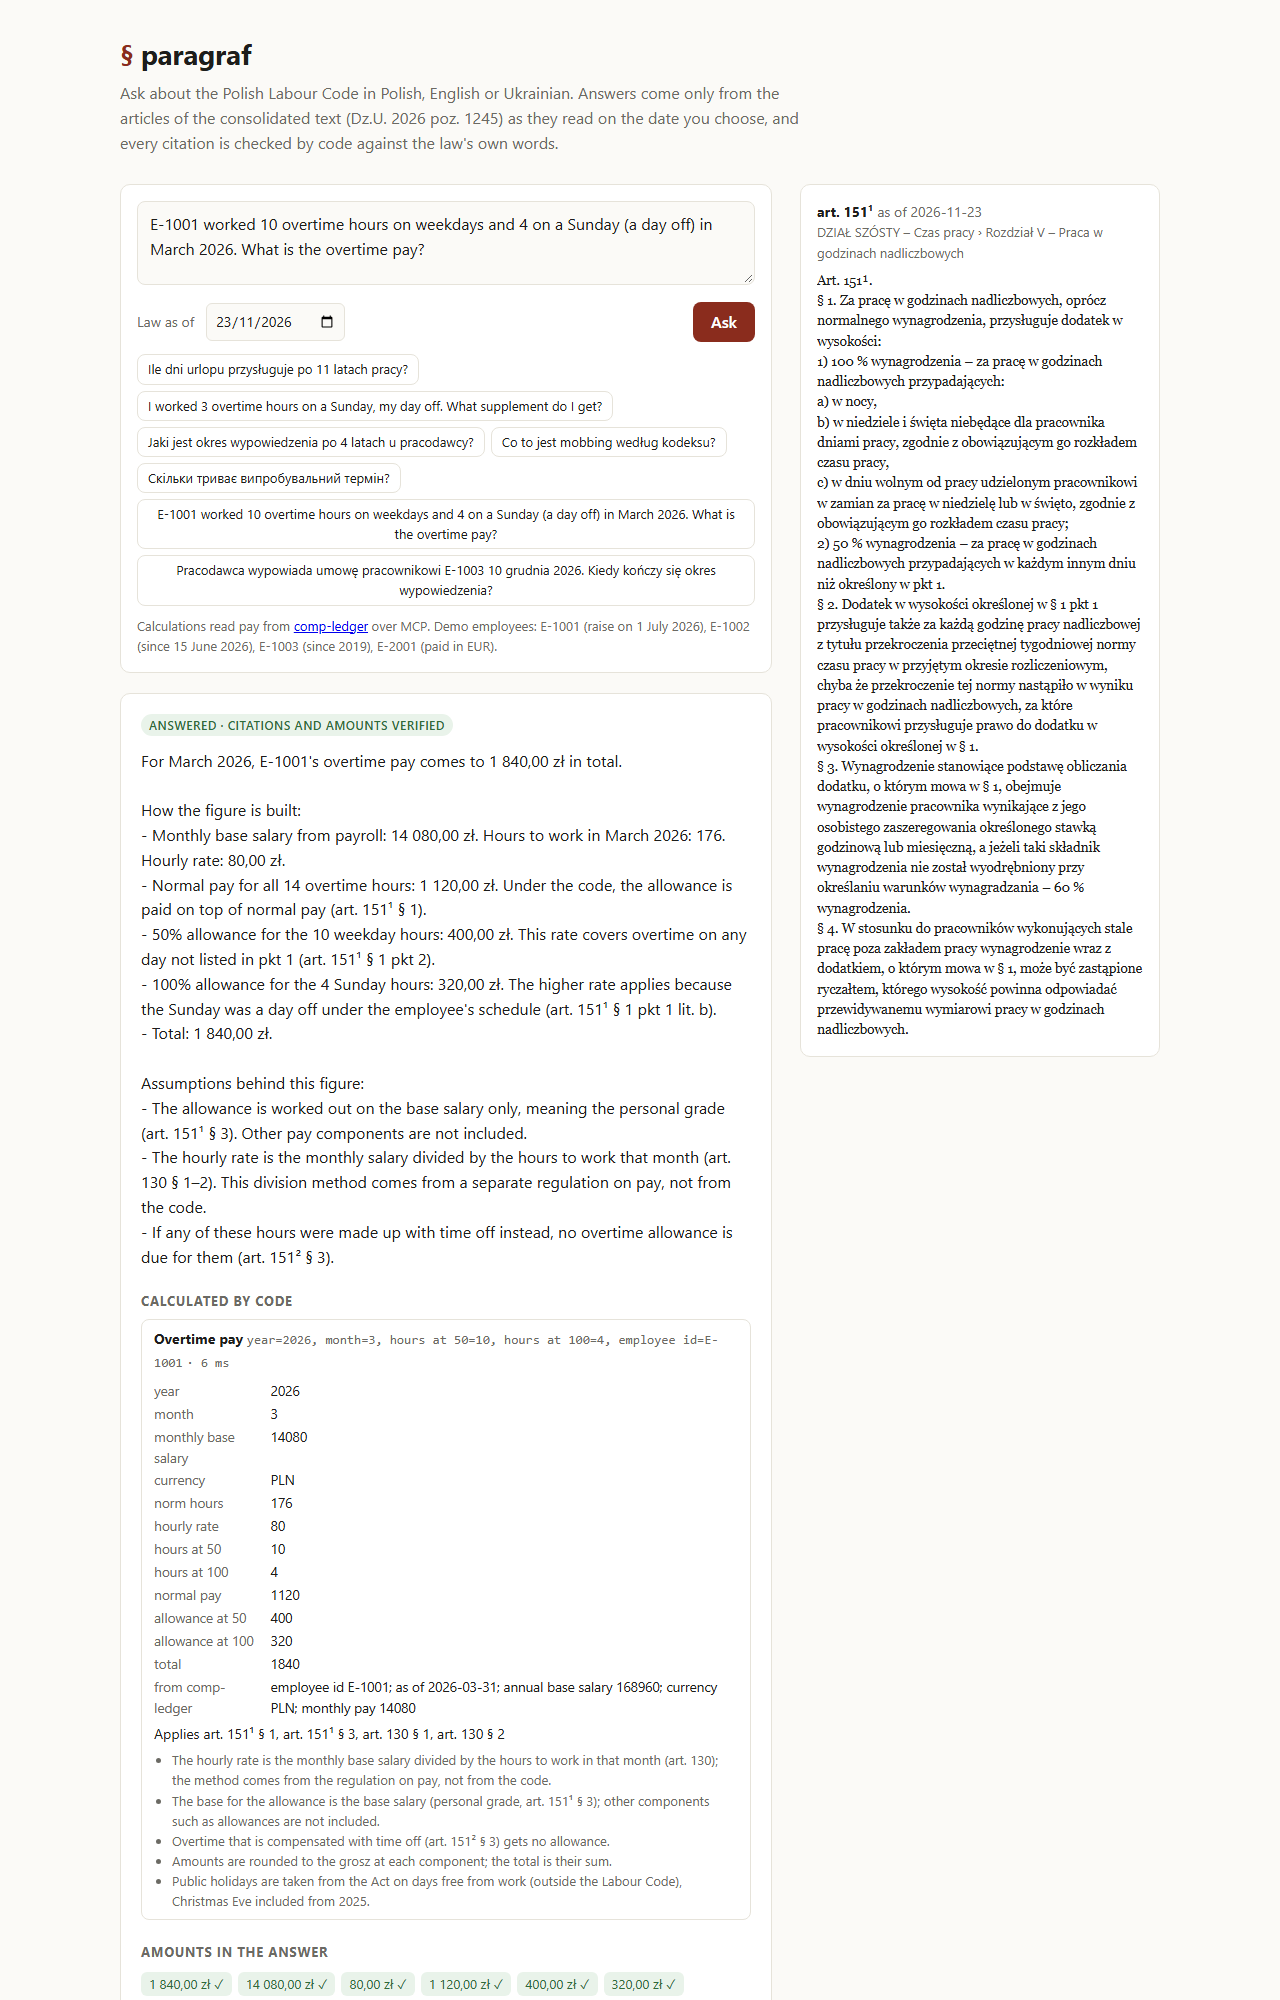 § paragraf
Ask about the Polish Labour Code in Polish, English or Ukrainian. Answers come only from the
articles of the consolidated text (Dz.U. 2026 poz. 1245) as they read on the date you choose, and
every citation is checked by code against the law's own words.
E-1001 worked 10 overtime hours on weekdays and 4 on a Sunday (a day off) in
March 2026. What is the overtime pay?
Law as of 23/11/2026 Ask
Ile dni urlopu przysługuje po 11 latach pracy?
I worked 3 overtime hours on a Sunday, my day off. What supplement do I get?
Jaki jest okres wypowiedzenia po 4 latach u pracodawcy? Co to jest mobbing według kodeksu?
Скільки триває випробувальний термін?
E-1001 worked 10 overtime hours on weekdays and 4 on a Sunday (a day off) in March 2026. What is
the overtime pay?
Pracodawca wypowiada umowę pracownikowi E-1003 10 grudnia 2026. Kiedy kończy się okres
wypowiedzenia?
Calculations read pay from comp-ledger over MCP. Demo employees: E-1001 (raise on 1 July 2026), E-1002
(since 15 June 2026), E-1003 (since 2019), E-2001 (paid in EUR).
ANSWERED · CITATIONS AND AMOUNTS VERIFIED
For March 2026, E-1001's overtime pay comes to 1 840,00 zł in total.
How the figure is built:
- Monthly base salary from payroll: 14 080,00 zł. Hours to work in March 2026: 176.
Hourly rate: 80,00 zł.
- Normal pay for all 14 overtime hours: 1 120,00 zł. Under the code, the allowance is
paid on top of normal pay (art. 151¹ § 1).
- 50% allowance for the 10 weekday hours: 400,00 zł. This rate covers overtime on any
day not listed in pkt 1 (art. 151¹ § 1 pkt 2).
- 100% allowance for the 4 Sunday hours: 320,00 zł. The higher rate applies because
the Sunday was a day off under the employee's schedule (art. 151¹ § 1 pkt 1 lit. b).
- Total: 1 840,00 zł.
Assumptions behind this figure:
- The allowance is worked out on the base salary only, meaning the personal grade
(art. 151¹ § 3). Other pay components are not included.
- The hourly rate is the monthly salary divided by the hours to work that month (art.
130 § 1–2). This division method comes from a separate regulation on pay, not from
the code.
- If any of these hours were made up with time off instead, no overtime allowance is
due for them (art. 151² § 3).
CALCULATED BY CODE
Overtime pay year=2026, month=3, hours at 50=10, hours at 100=4, employee id=E-
1001 · 6 ms
year 2026
month 3
monthly base 14080
salary
currency PLN
norm hours 176
hourly rate 80
hours at 50 10
hours at 100 4
normal pay 1120
allowance at 50 400
allowance at 100 320
total 1840
from comp- employee id E-1001; as of 2026-03-31; annual base salary 168960; currency
ledger PLN; monthly pay 14080
Applies art. 151¹ § 1, art. 151¹ § 3, art. 130 § 1, art. 130 § 2
• The hourly rate is the monthly base salary divided by the hours to work in that month (art. 130);
the method comes from the regulation on pay, not from the code.
• The base for the allowance is the base salary (personal grade, art. 151¹ § 3); other components
such as allowances are not included.
• Overtime that is compensated with time off (art. 151² § 3) gets no allowance.
• Amounts are rounded to the grosz at each component; the total is their sum.
• Public holidays are taken from the Act on days free from work (outside the Labour Code),
Christmas Eve included from 2025.
AMOUNTS IN THE ANSWER
1 840,00 zł ✓ 14 080,00 zł ✓ 80,00 zł ✓ 1 120,00 zł ✓ 400,00 zł ✓ 320,00 zł ✓
art. 151¹ as of 2026-11-23
DZIAŁ SZÓSTY – Czas pracy › Rozdział V – Praca w
godzinach nadliczbowych
Art. 151¹.
§ 1. Za pracę w godzinach nadliczbowych, oprócz
normalnego wynagrodzenia, przysługuje dodatek w
wysokości:
1) 100 % wynagrodzenia – za pracę w godzinach
nadliczbowych przypadających:
a) w nocy,
b) w niedziele i święta niebędące dla pracownika
dniami pracy, zgodnie z obowiązującym go rozkładem
czasu pracy,
c) w dniu wolnym od pracy udzielonym pracownikowi
w zamian za pracę w niedzielę lub w święto, zgodnie z
obowiązującym go rozkładem czasu pracy;
2) 50 % wynagrodzenia – za pracę w godzinach
nadliczbowych przypadających w każdym innym dniu
niż określony w pkt 1.
§ 2. Dodatek w wysokości określonej w § 1 pkt 1
przysługuje także za każdą godzinę pracy nadliczbowej
z tytułu przekroczenia przeciętnej tygodniowej normy
czasu pracy w przyjętym okresie rozliczeniowym,
chyba że przekroczenie tej normy nastąpiło w wyniku
pracy w godzinach nadliczbowych, za które
pracownikowi przysługuje prawo do dodatku w
wysokości określonej w § 1.
§ 3. Wynagrodzenie stanowiące podstawę obliczania
dodatku, o którym mowa w § 1, obejmuje
wynagrodzenie pracownika wynikające z jego
osobistego zaszeregowania określonego stawką
godzinową lub miesięczną, a jeżeli taki składnik
wynagrodzenia nie został wyodrębniony przy
określaniu warunków wynagradzania – 60 %
wynagrodzenia.
§ 4. W stosunku do pracowników wykonujących stale
pracę poza zakładem pracy wynagrodzenie wraz z
dodatkiem, o którym mowa w § 1, może być zastąpione
ryczałtem, którego wysokość powinna odpowiadać
przewidywanemu wymiarowi pracy w godzinach
nadliczbowych.